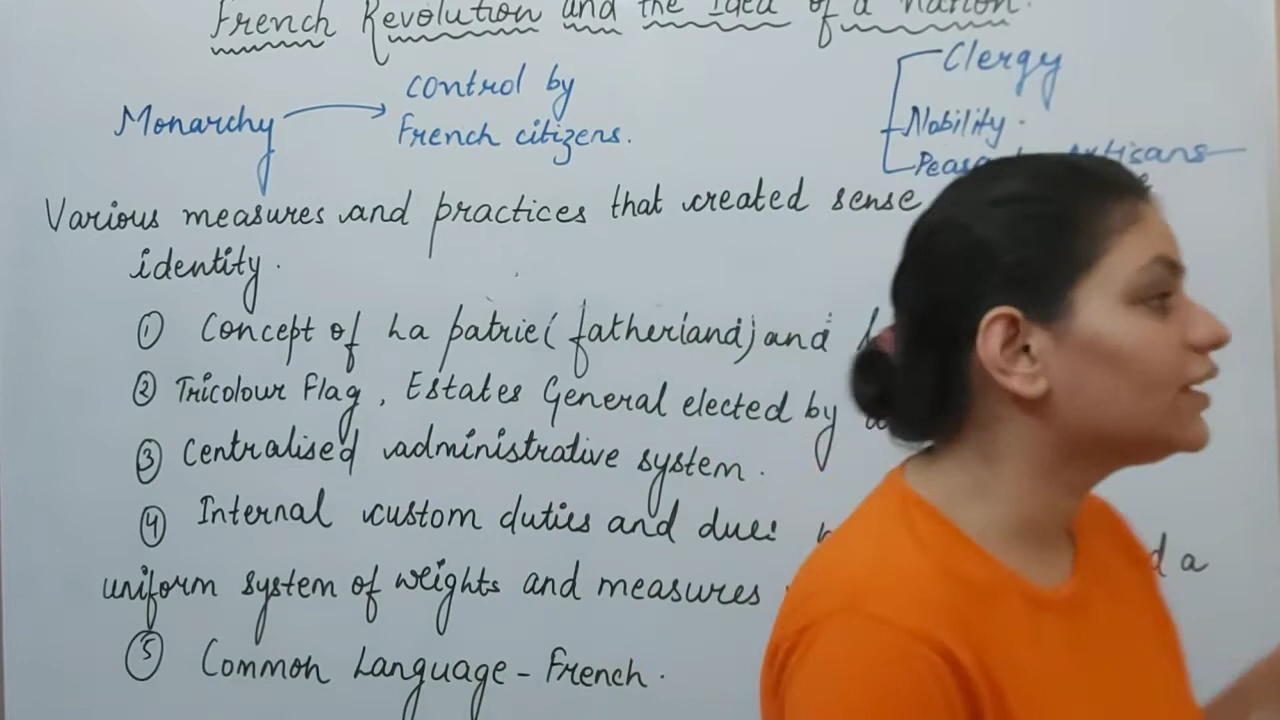 French Revolution and the Idea of a nation.
Clergy
control by
Monarchy
Nobility.
French citizens.
Artisans
Various measures and practices that created sense
identity.
① Concept of La patrie (fatherland) and
② Tricolour Flag, Estates General elected by
③ Centralised administrative system.
④ Internal custom duties and dues
d a
uniform system of weights and measures
⑤ Common Language - French.